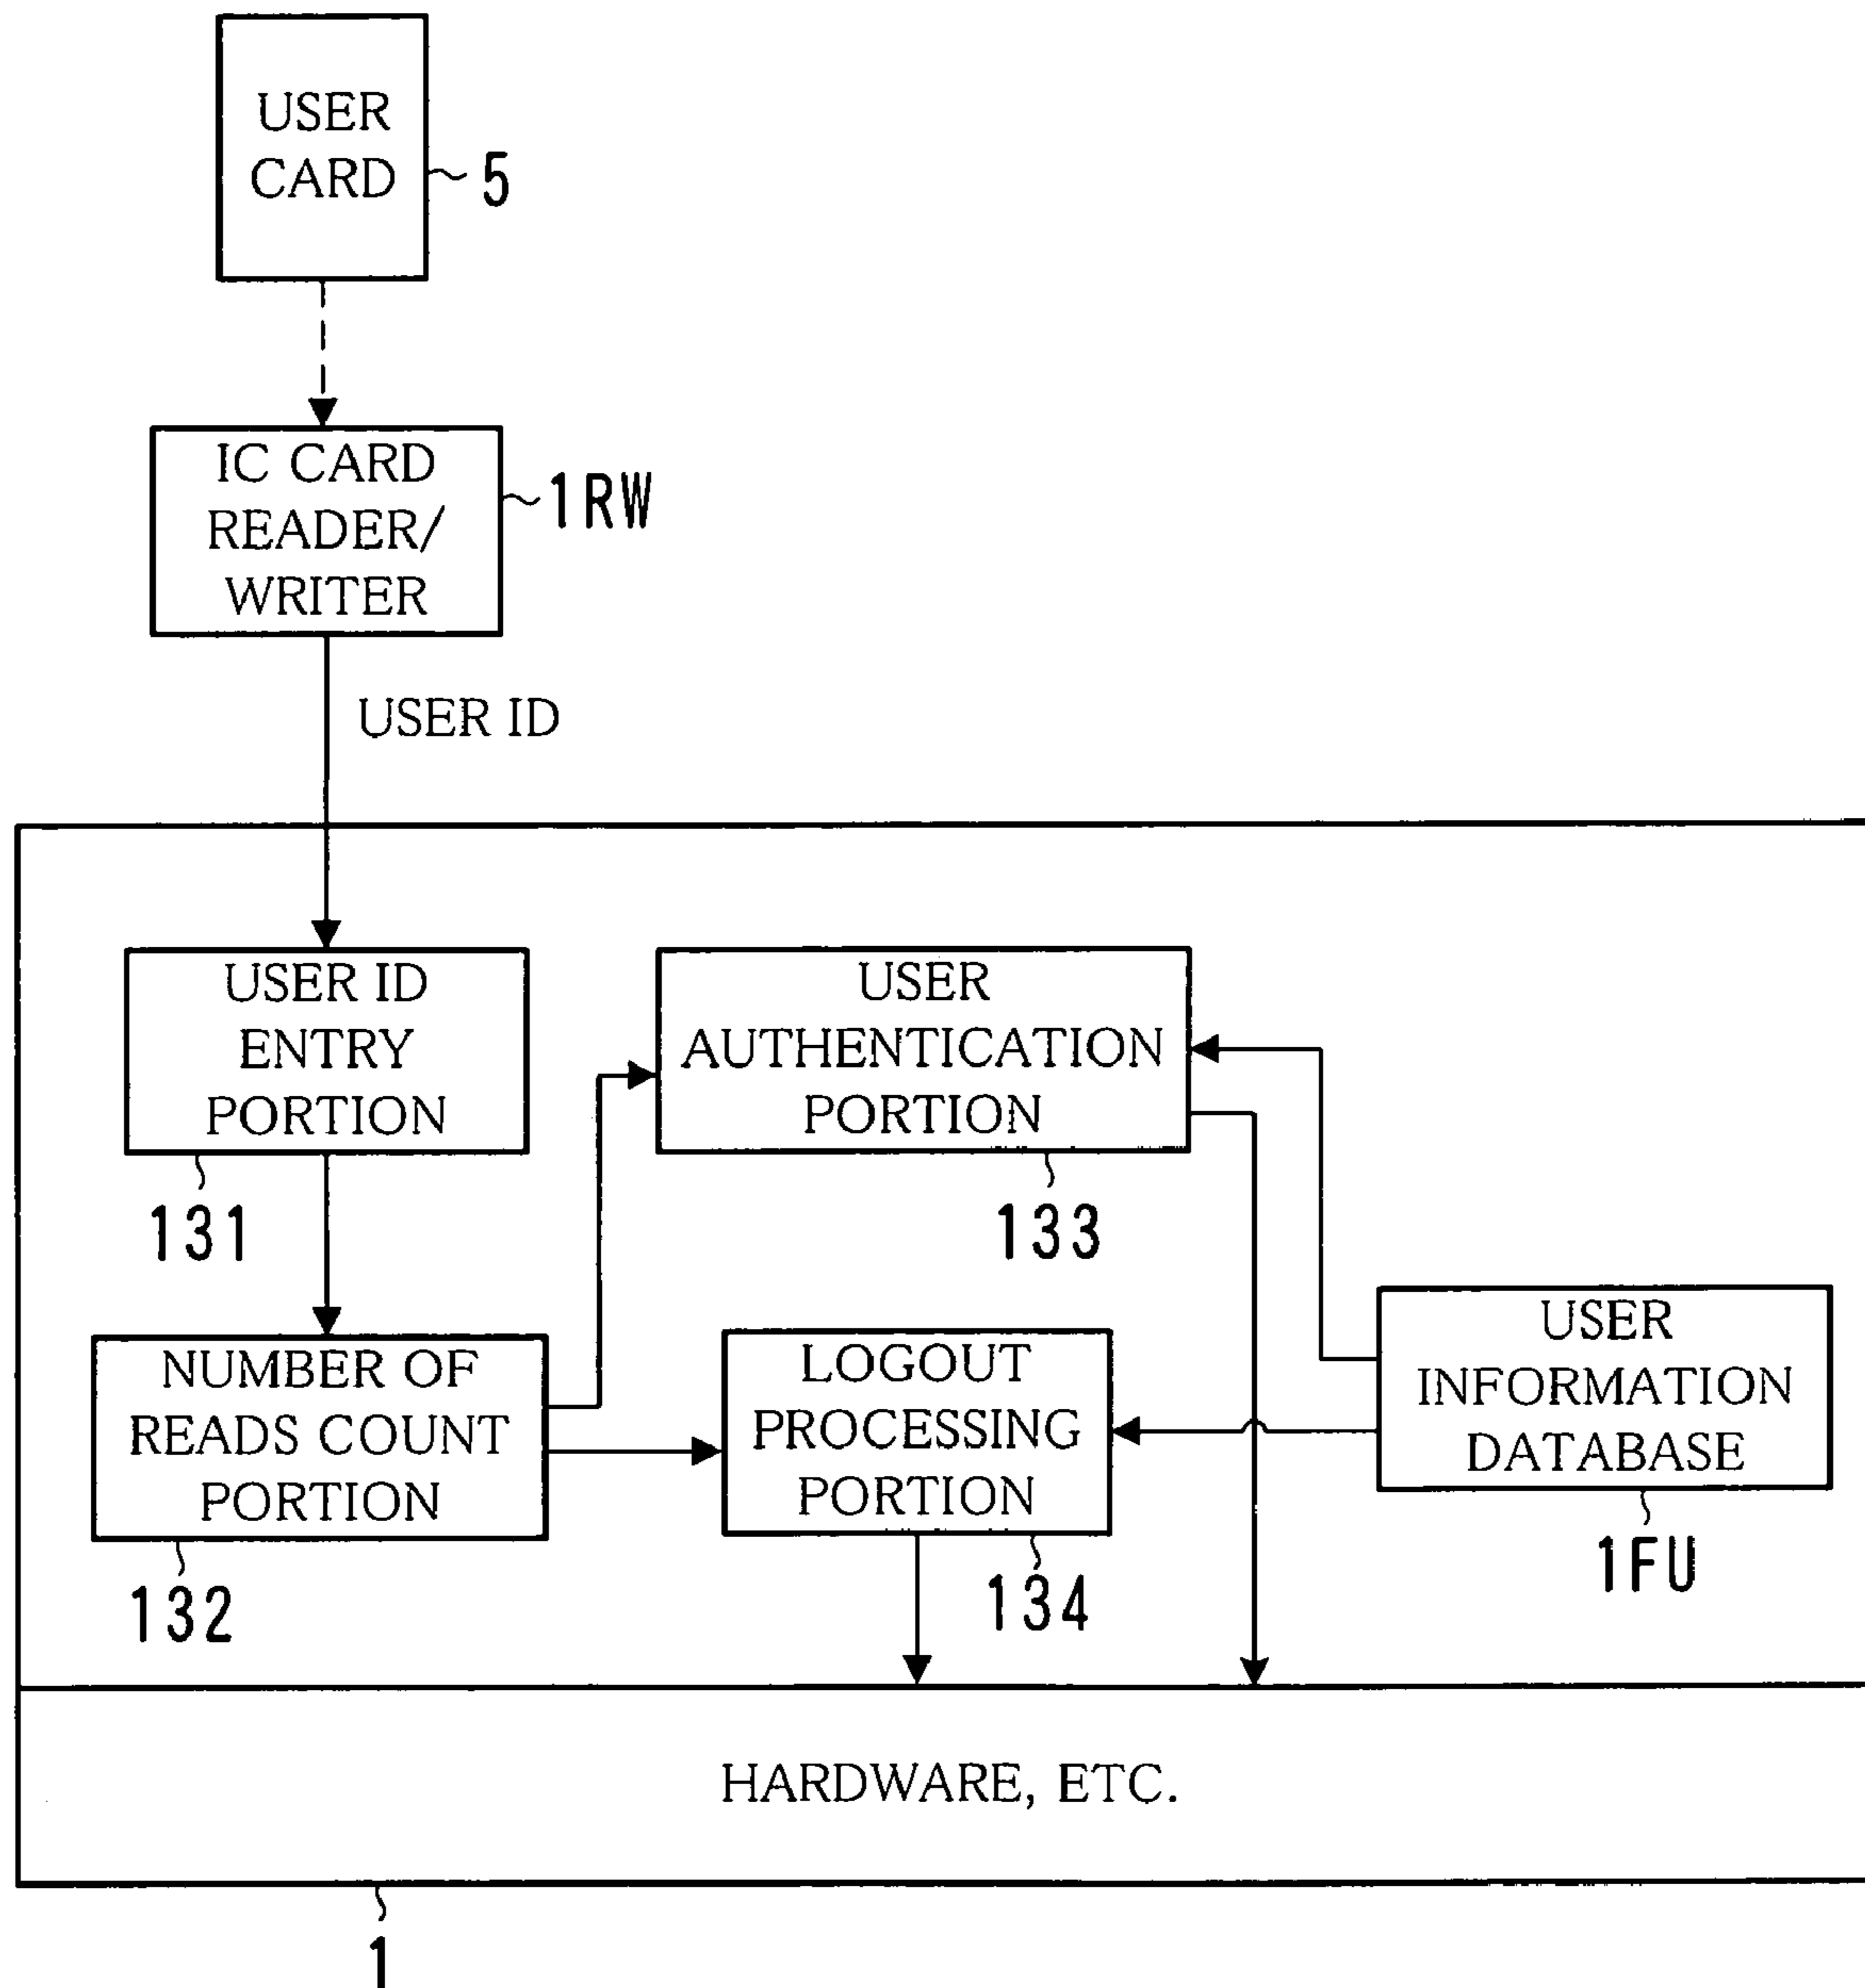 USER
CARD
5
IC CARD
READER/
WRITER
1RW
USER ID
USER ID
ENTRY
PORTION
131
USER
AUTHENTICATION
PORTION
133
NUMBER OF
READS COUNT
PORTION
132
LOGOUT
PROCESSING
PORTION
134
USER
INFORMATION
DATABASE
1FU
HARDWARE, ETC.
1